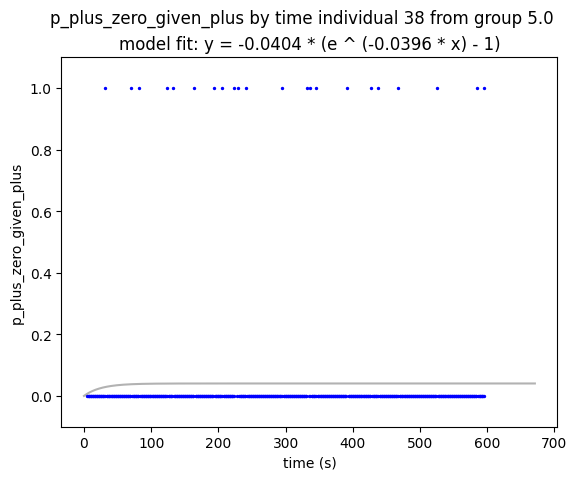 p_plus_zero_given_plus by time individual 38 from group 5.0
model fit: y = -0.0404 * (e ^ (-0.0396 * x) - 1)
1.0
0.8
0.6
0.4
0.2
0.0
p_plus_zero_given_plus
0 100 200 300 400 500 600 700
time (s)